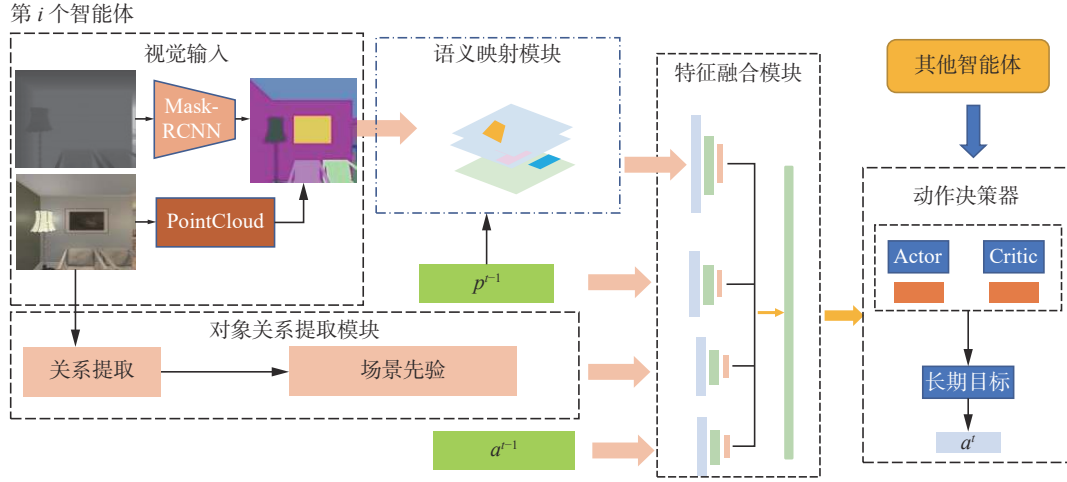 第 i 个智能体
视觉输入
Mask-
RCNN
PointCloud
语义映射模块
p^{t−1}
对象关系提取模块
关系提取
场景先验
a^{t−1}
特征融合模块
其他智能体
动作决策器
Actor
Critic
长期目标
a^t